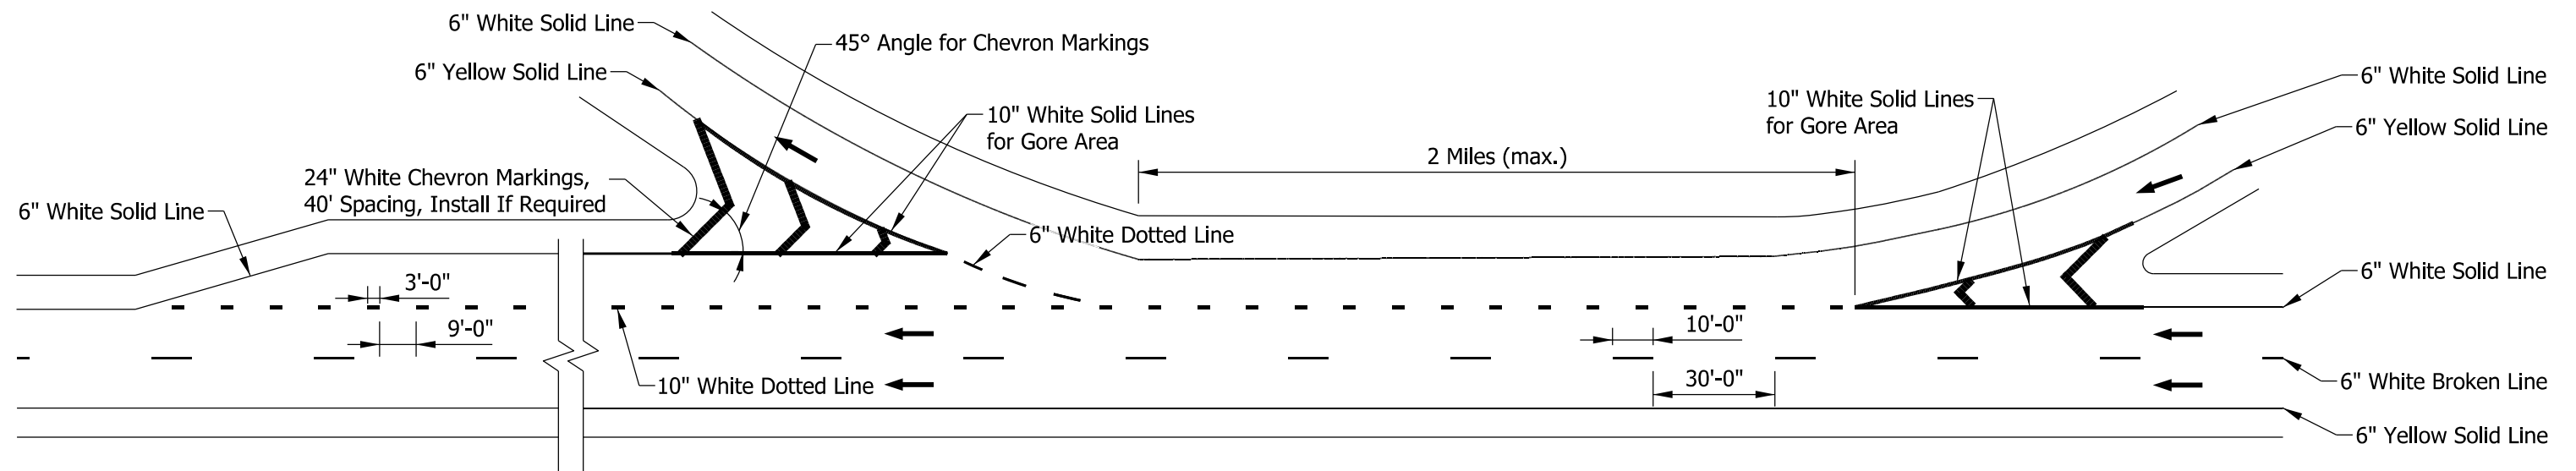 6" White Solid Line
45° Angle for Chevron Markings
6" Yellow Solid Line
10" White Solid Lines
for Gore Area
24" White Chevron Markings,
40' Spacing, Install If Required
6" White Solid Line
6" White Dotted Line
2 Miles (max.)
10" White Solid Lines
for Gore Area
6" White Solid Line
6" Yellow Solid Line
6" White Solid Line
3'-0"
9'-0"
10" White Dotted Line
10'-0"
30'-0"
6" White Broken Line
6" Yellow Solid Line